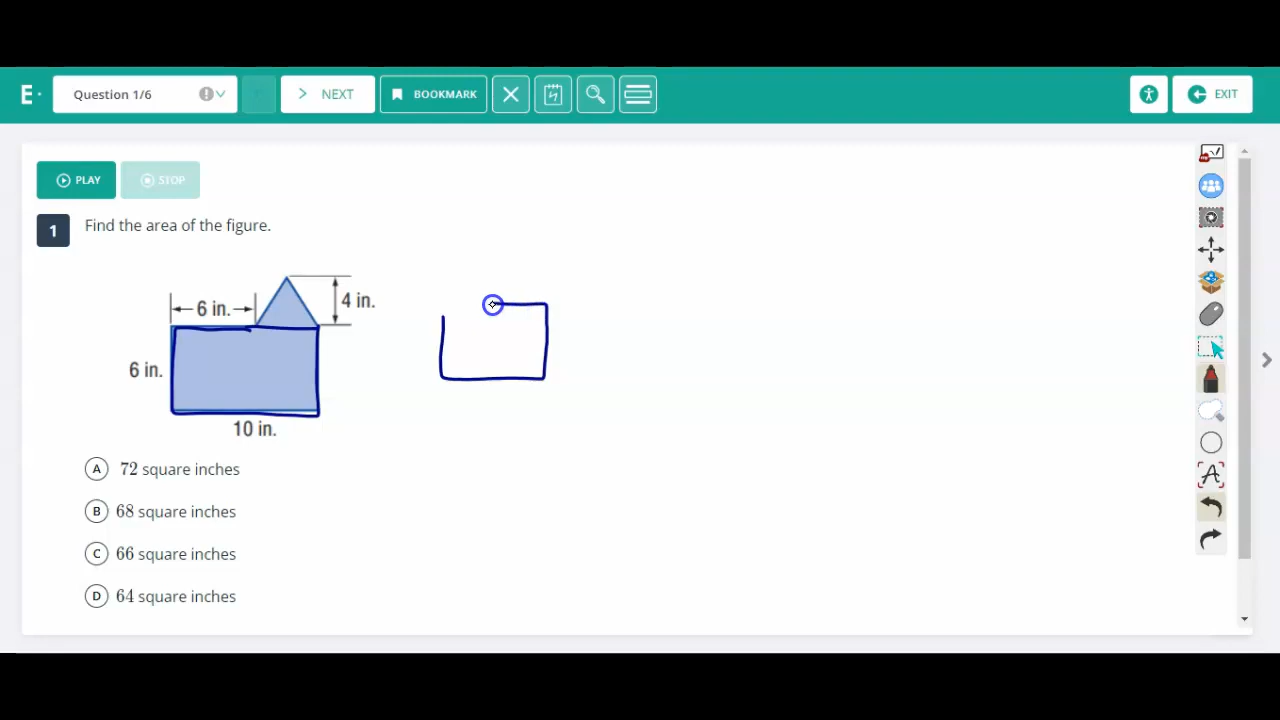 E·
Question 1/6
NEXT
BOOKMARK
EXIT
PLAY
STOP
1
Find the area of the figure.
6 in.
4 in.
6 in.
10 in.
A 72 square inches
B 68 square inches
C 66 square inches
D 64 square inches